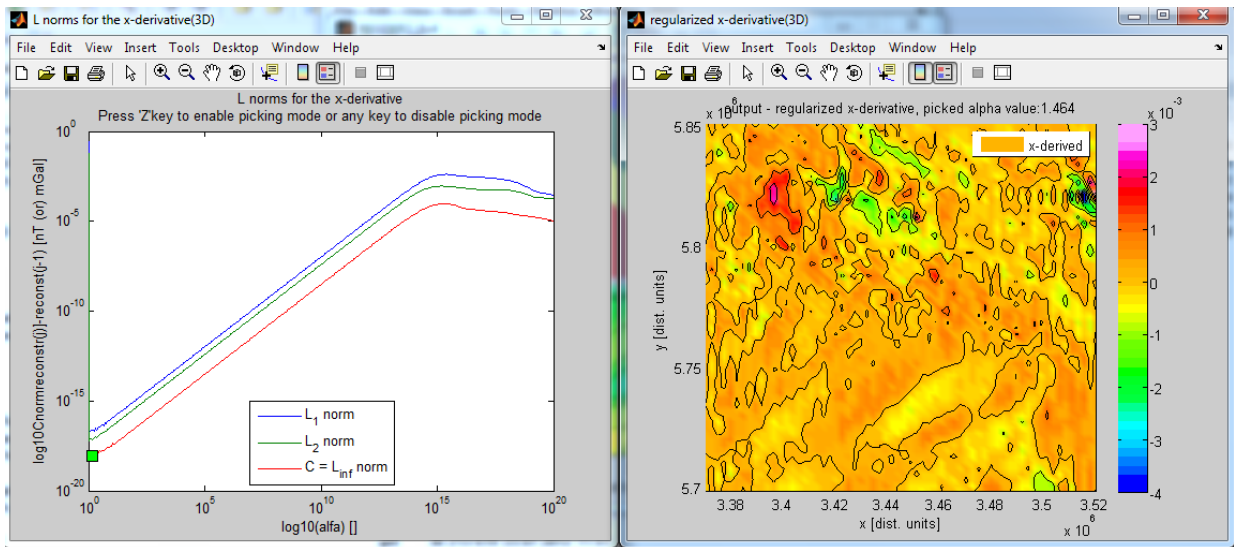 L norms for the x-derivative(3D)
File Edit View Insert Tools Desktop Window Help
L norms for the x-derivative
Press 'Z'key to enable picking mode or any key to disable picking mode
10^0
10^-5
10^-10
10^-15
10^-20
log10Cnormreconstr(j)]-reconst(j-1) [nT (or) mGal]
L_1 norm
L_2 norm
C = L_inf norm
10^0 10^5 10^10 10^15 10^20
log10(alfa) []
regularized x-derivative(3D)
File Edit View Insert Tools Desktop Window Help
output - regularized x-derivative, picked alpha value:1.464
x 10^6
x 10^-3
x-derived
5.85
5.8
5.75
5.7
y [dist. units]
3.38 3.4 3.42 3.44 3.46 3.48 3.5 3.52
x [dist. units]
x 10^6
3
2
1
0
-1
-2
-3
-4